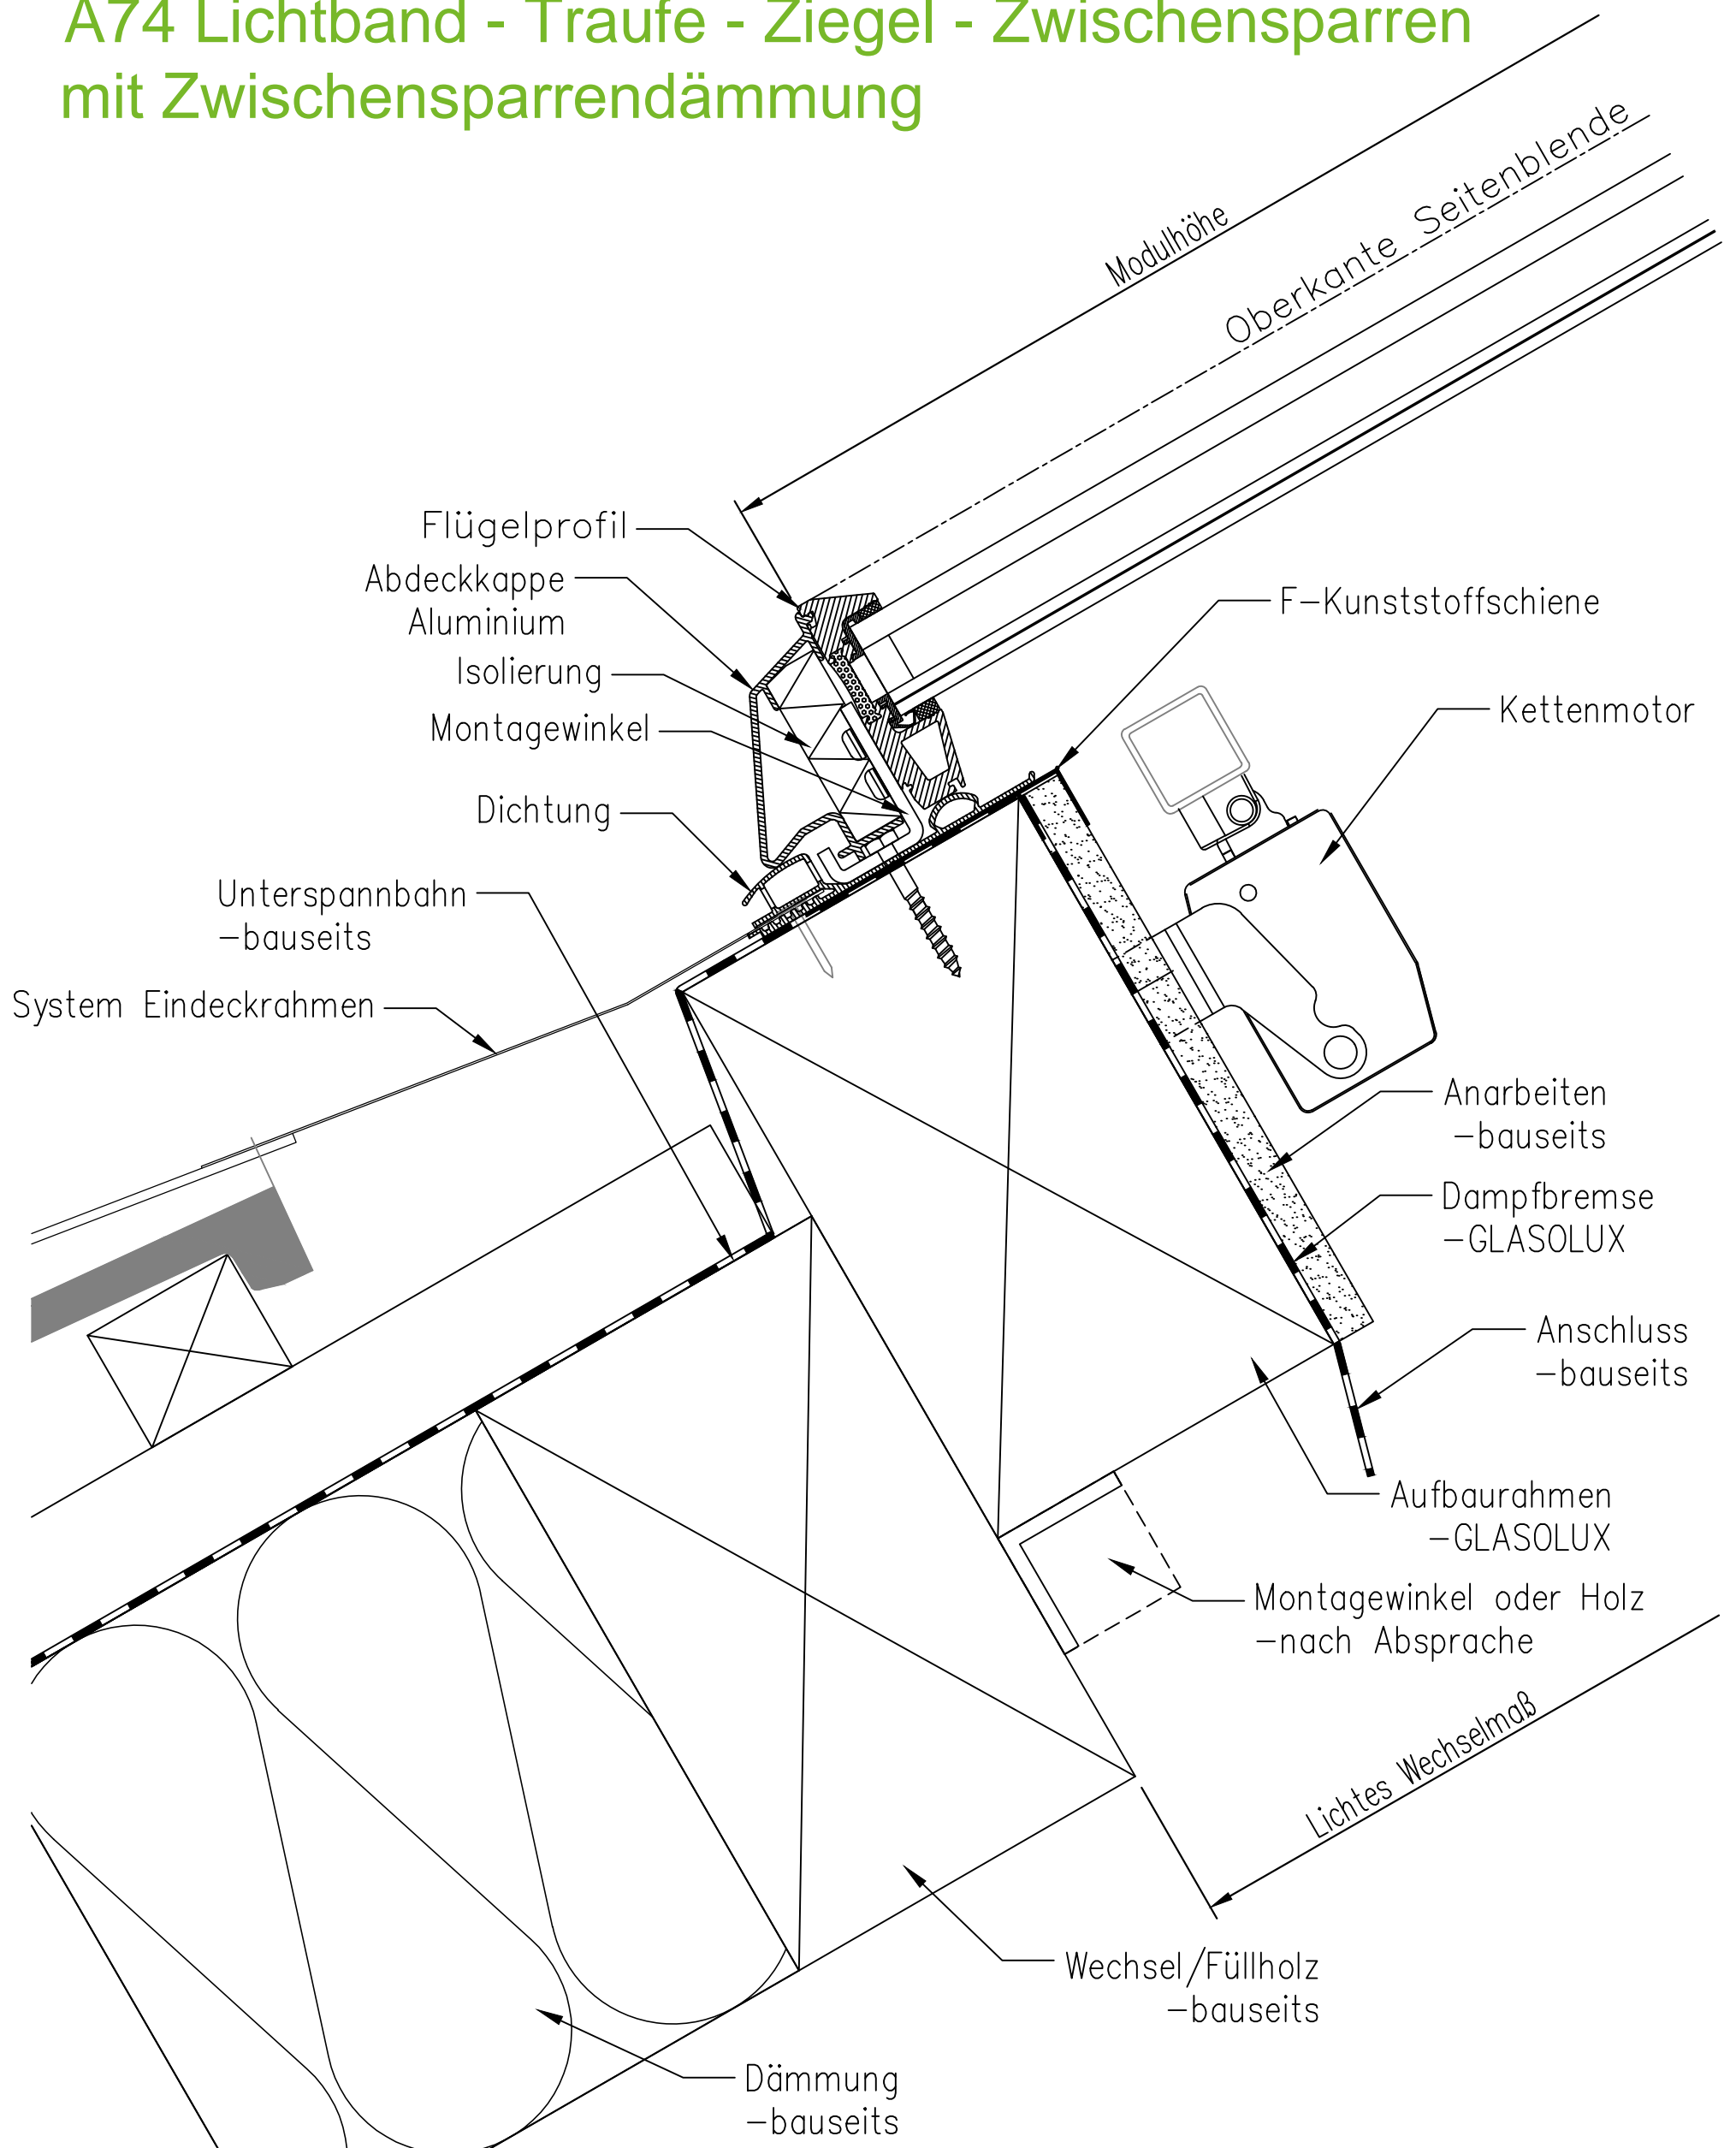 A74 Lichtband - Traufe - Ziegel - Zwischensparren
mit Zwischensparrendämmung
Modulhöhe
Oberkante Seitenblende
Flügelprofil
Abdeckkappe
Aluminium
Isolierung
Montagewinkel
Dichtung
Unterspannbahn
-bauseits
System Eindeckrahmen
F-Kunststoffschiene
Kettenmotor
Anarbeiten
-bauseits
Dampfbremse
-GLASOLUX
Anschluss
-bauseits
Aufbaurahmen
-GLASOLUX
Montagewinkel oder Holz
-nach Absprache
Lichtes Wechselmaß
Wechsel/Füllholz
-bauseits
Dämmung
-bauseits